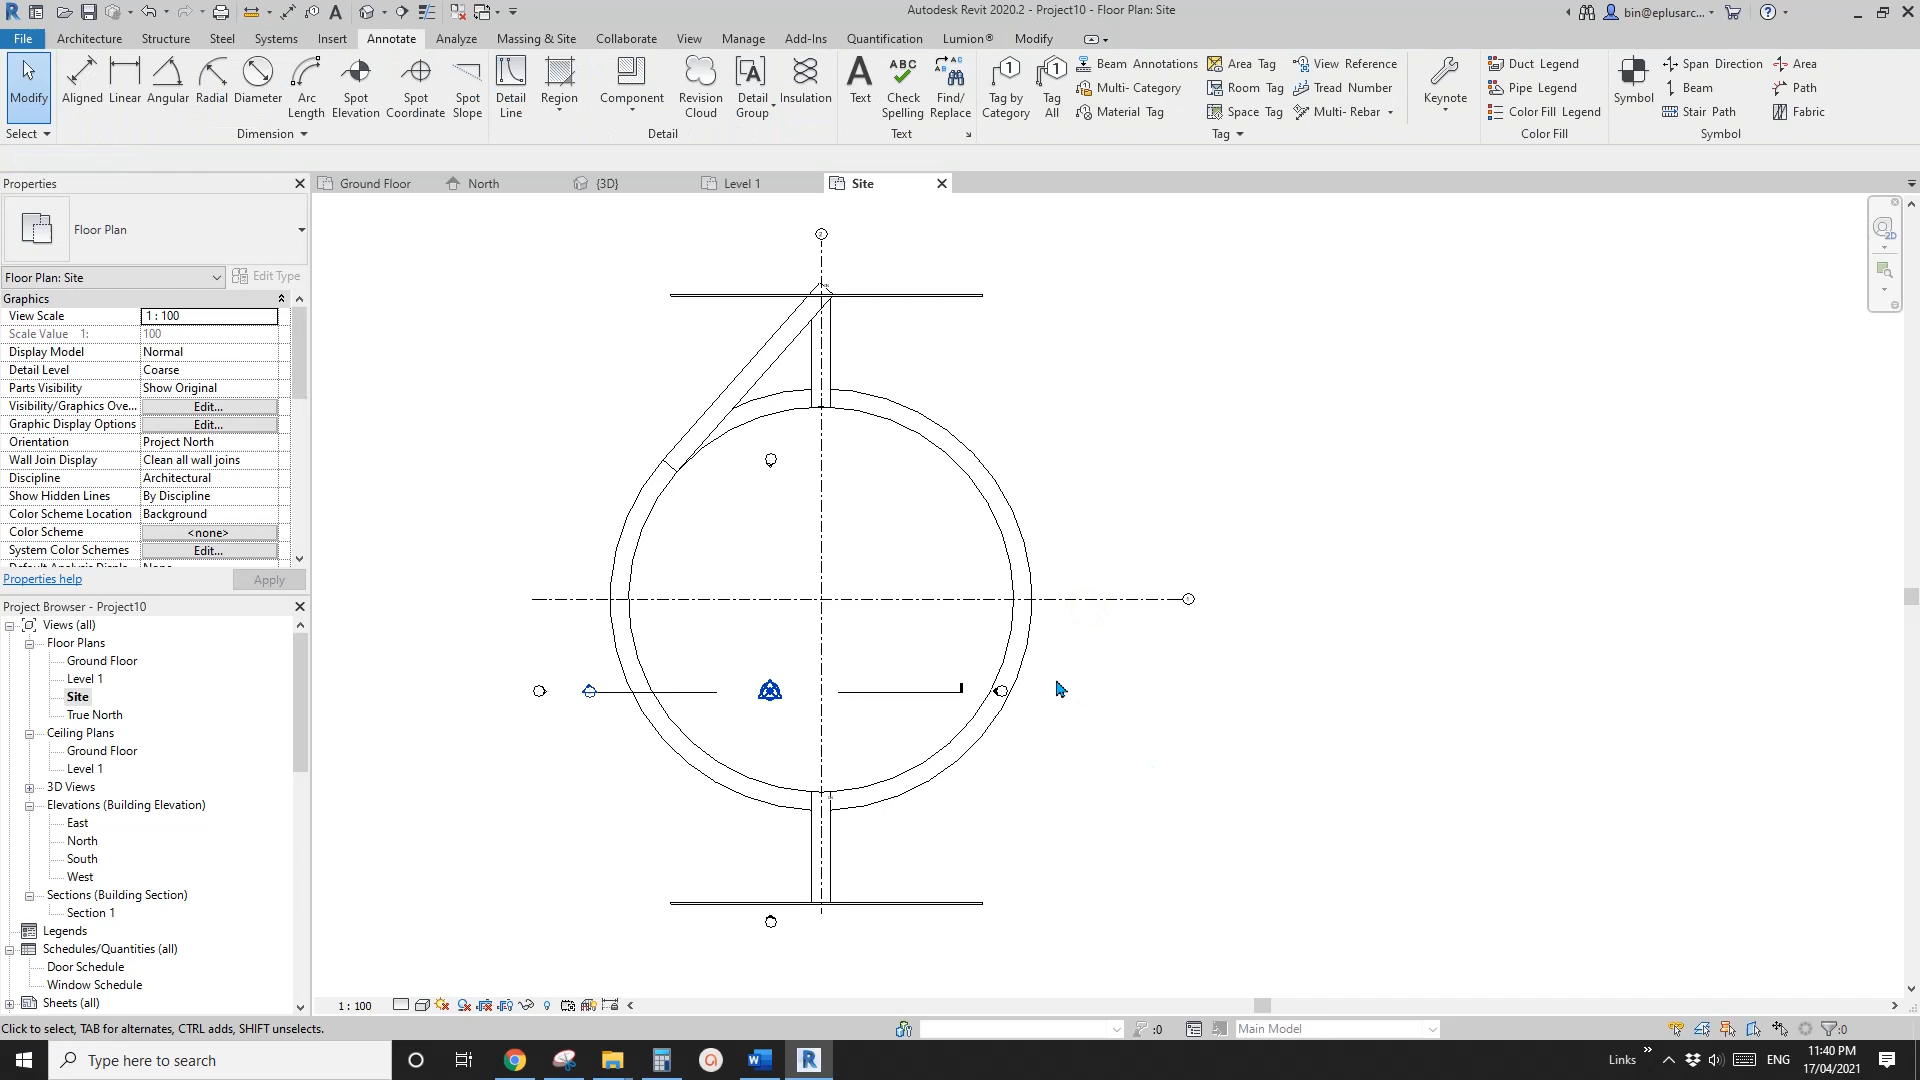 Autodesk Revit 2020.2 - Project10 - Floor Plan: Site
bin@eplusarc...
File Architecture Structure Steel Systems Insert Annotate Analyze Massing & Site Collaborate View Manage Add-Ins Quantification Lumion® Modify
Modify
Select
Aligned Linear Angular Radial Diameter Arc Length Spot Elevation Spot Coordinate Spot Slope
Dimension
Detail Line Region Component Revision Cloud Detail Group Insulation
Detail
Text Check Spelling Find/ Replace
Text
Tag by Category Tag All
Beam Annotations Area Tag View Reference
Multi- Category Room Tag Tread Number
Material Tag Space Tag Multi- Rebar
Tag
Keynote
Duct Legend
Pipe Legend
Color Fill Legend
Color Fill
Symbol
Span Direction Area
Beam Path
Stair Path Fabric
Symbol
Properties
Ground Floor North {3D} Level 1 Site
Floor Plan
Floor Plan: Site Edit Type
Graphics
View Scale 1 : 100
Scale Value 1: 100
Display Model Normal
Detail Level Coarse
Parts Visibility Show Original
Visibility/Graphics Ove... Edit...
Graphic Display Options Edit...
Orientation Project North
Wall Join Display Clean all wall joins
Discipline Architectural
Show Hidden Lines By Discipline
Color Scheme Location Background
Color Scheme <none>
System Color Schemes Edit...
Properties help Apply
Project Browser - Project10
Views (all)
Floor Plans
Ground Floor
Level 1
Site
True North
Ceiling Plans
Ground Floor
Level 1
3D Views
Elevations (Building Elevation)
East
North
South
West
Sections (Building Section)
Section 1
Legends
Schedules/Quantities (all)
Door Schedule
Window Schedule
Sheets (all)
2D
1 : 100
Click to select, TAB for alternates, CTRL adds, SHIFT unselects.
:0
Main Model
:0
Type here to search
Links
ENG
11:40 PM
17/04/2021